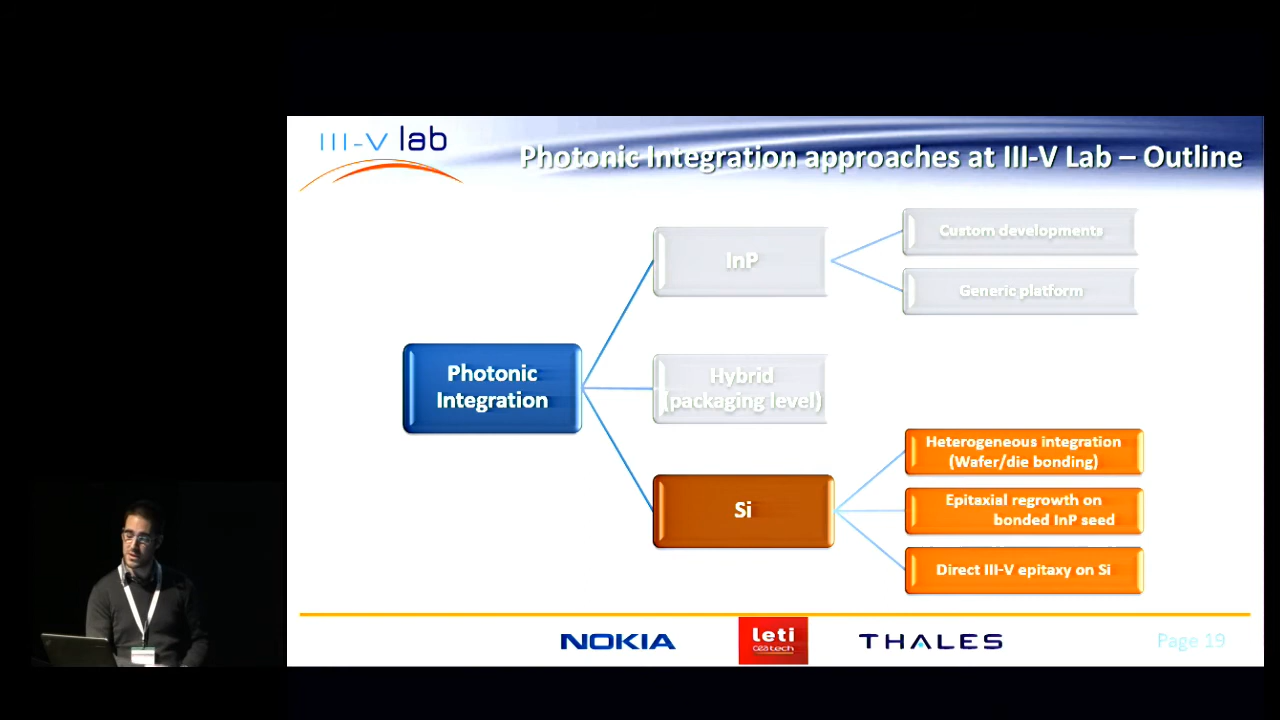 III-V lab
Photonic Integration approaches at III-V Lab – Outline
Custom developments
InP
Generic platform
Photonic
Integration
Hybrid
(packaging level)
Heterogeneous integration
(Wafer/die bonding)
Si
Epitaxial regrowth on
bonded InP seed
Direct III-V epitaxy on Si
NOKIA
leti
cea tech
THALES
Page 19